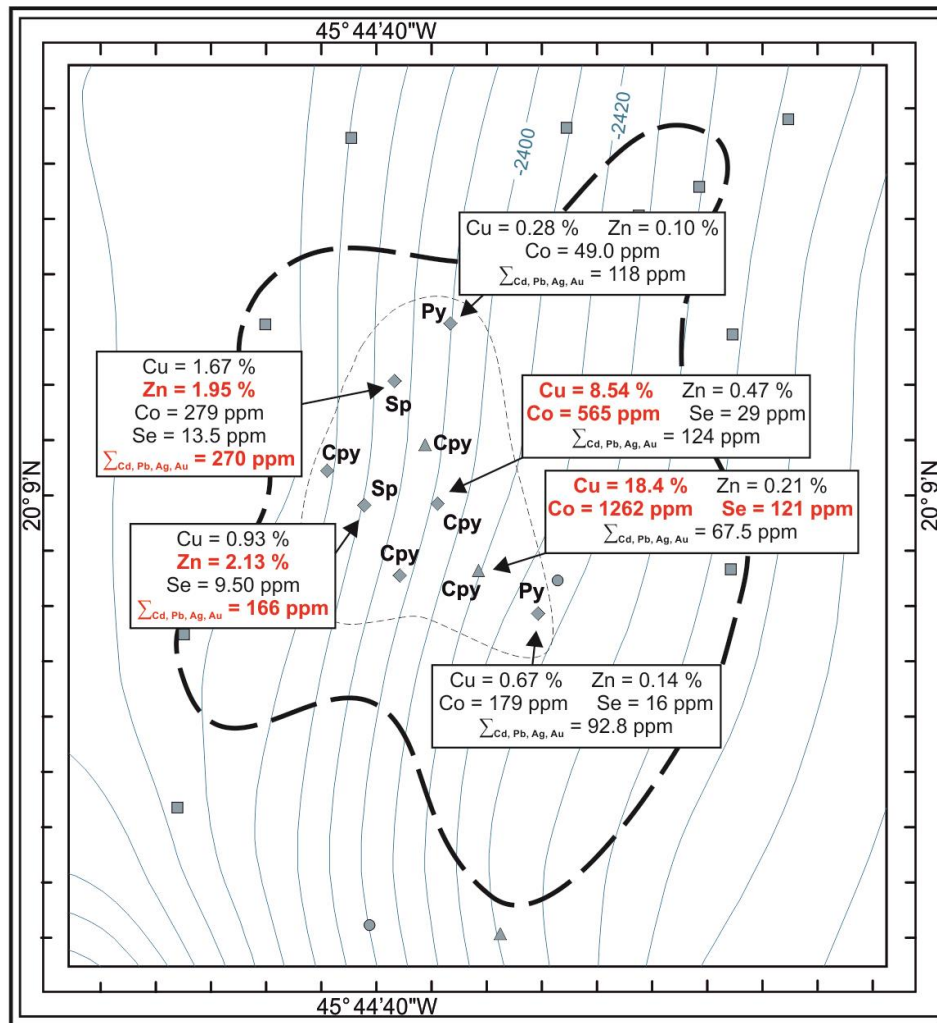 45° 44’40"W
-2400
-2420
Cu = 0.28 % Zn = 0.10 %
Co = 49.0 ppm
∑Cd, Pb, Ag, Au = 118 ppm
Py
Cu = 1.67 %
Zn = 1.95 %
Co = 279 ppm
Se = 13.5 ppm
∑Cd, Pb, Ag, Au = 270 ppm
Sp
Cu = 8.54 % Zn = 0.47 %
Co = 565 ppm Se = 29 ppm
∑Cd, Pb, Ag, Au = 124 ppm
Cpy
Cpy
20° 9’N
20° 9’N
Sp
Cpy
Cu = 18.4 % Zn = 0.21 %
Co = 1262 ppm Se = 121 ppm
∑Cd, Pb, Ag, Au = 67.5 ppm
Cu = 0.93 %
Zn = 2.13 %
Se = 9.50 ppm
∑Cd, Pb, Ag, Au = 166 ppm
Cpy
Cpy
Py
Cu = 0.67 % Zn = 0.14 %
Co = 179 ppm Se = 16 ppm
∑Cd, Pb, Ag, Au = 92.8 ppm
45° 44’40"W